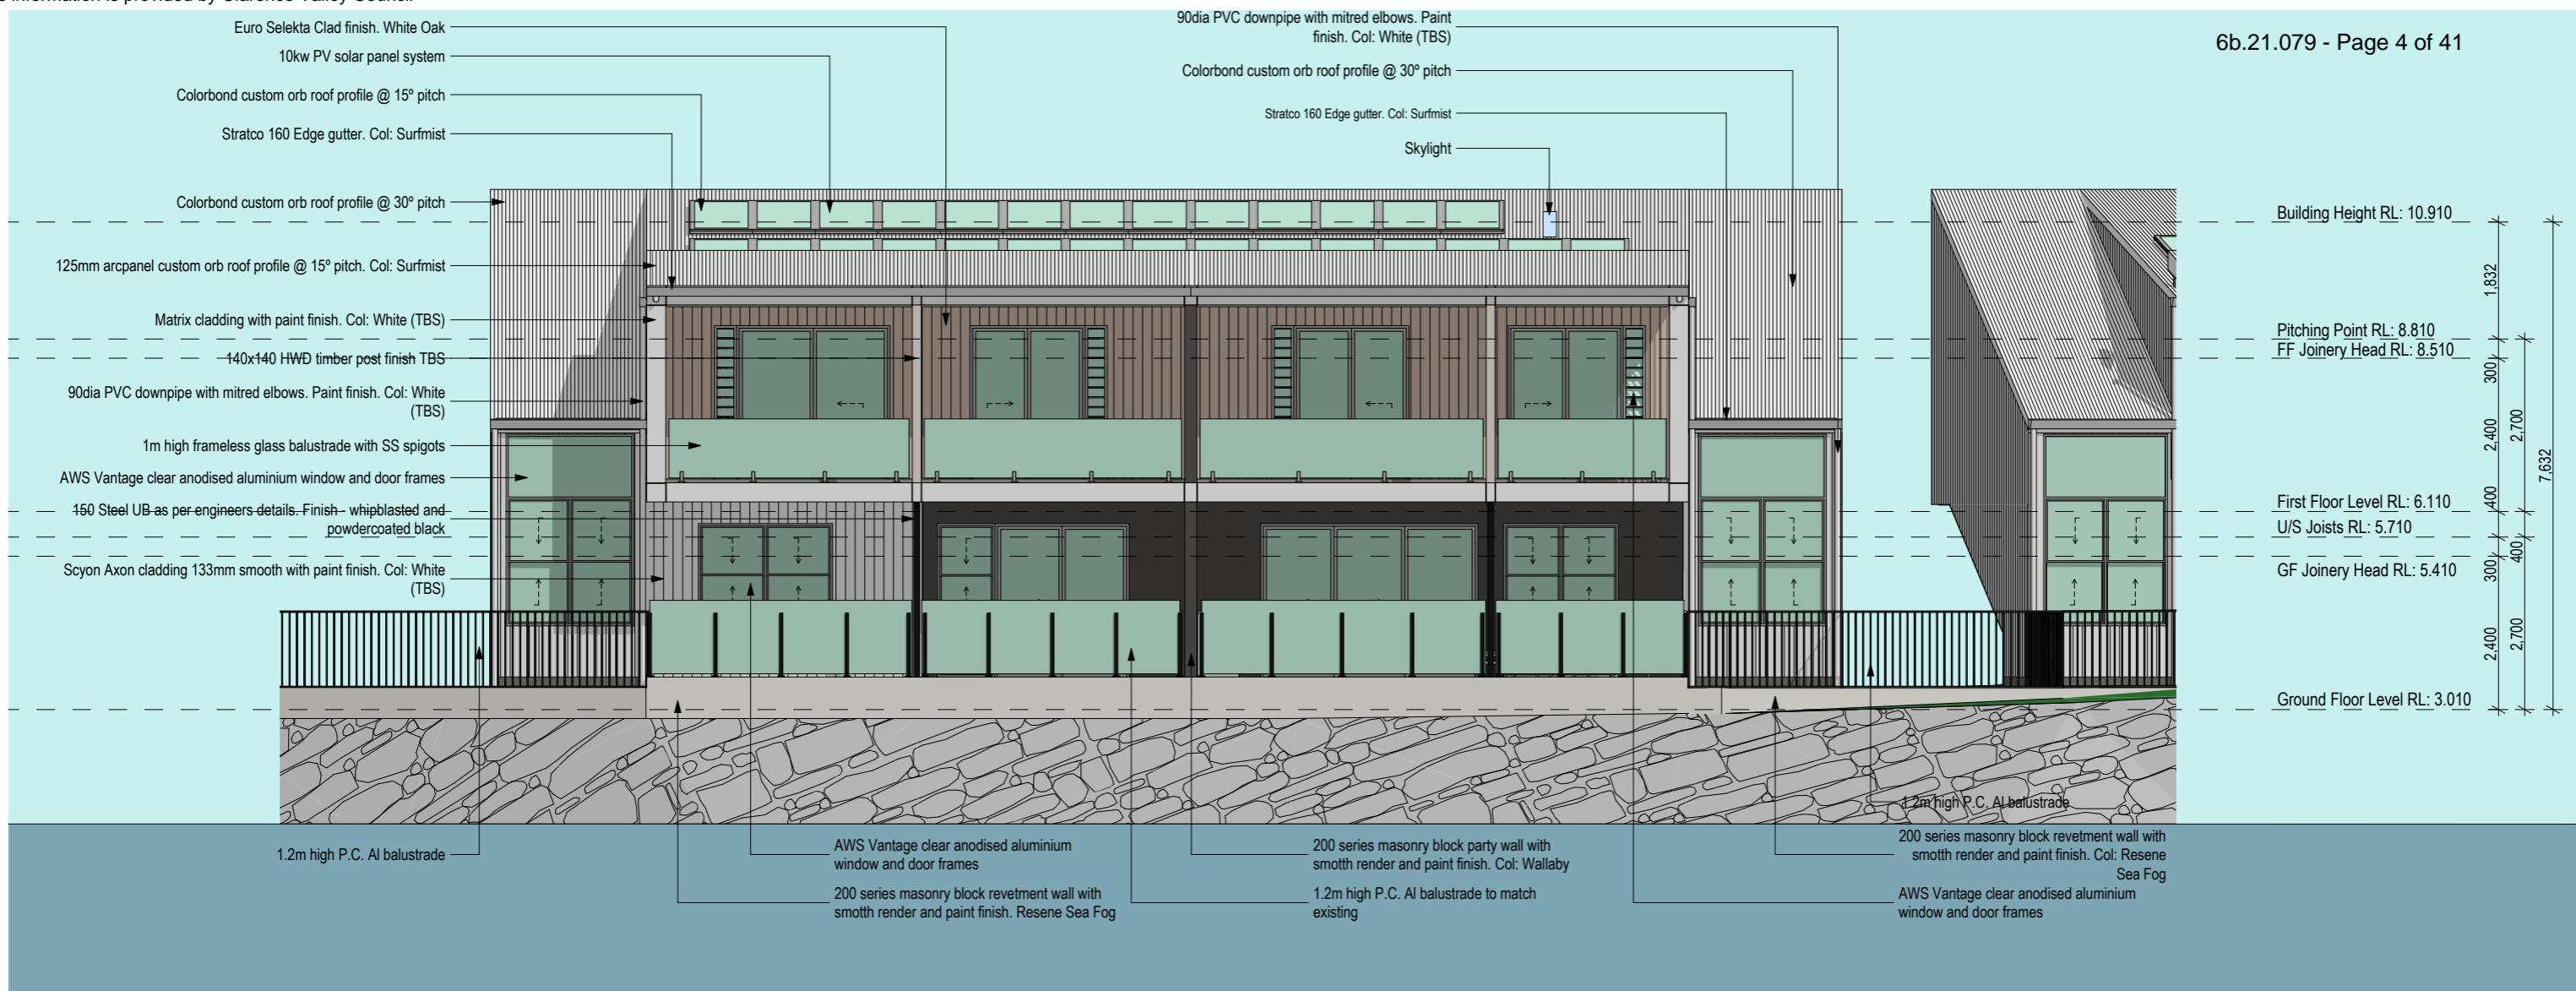 information is provided by Clarence Valley Council
6b.21.079 - Page 4 of 41
Euro Selekta Clad finish. White Oak
10kw PV solar panel system
Colorbond custom orb roof profile @ 15º pitch
Stratco 160 Edge gutter. Col: Surfmist
Colorbond custom orb roof profile @ 30º pitch
125mm arcpanel custom orb roof profile @ 15º pitch. Col: Surfmist
Matrix cladding with paint finish. Col: White (TBS)
140x140 HWD timber post finish TBS
90dia PVC downpipe with mitred elbows. Paint finish. Col: White
(TBS)
1m high frameless glass balustrade with SS spigots
AWS Vantage clear anodised aluminium window and door frames
150 Steel UB as per engineers details. Finish - whipblasted and
powdercoated black
Scyon Axon cladding 133mm smooth with paint finish. Col: White
(TBS)
90dia PVC downpipe with mitred elbows. Paint
finish. Col: White (TBS)
Colorbond custom orb roof profile @ 30º pitch
Stratco 160 Edge gutter. Col: Surfmist
Skylight
Building Height RL: 10.910
Pitching Point RL: 8.810
FF Joinery Head RL: 8.510
First Floor Level RL: 6.110
U/S Joists RL: 5.710
GF Joinery Head RL: 5.410
Ground Floor Level RL: 3.010
1,832
300
2,400
400
300
2,400
2,700
400
2,700
7,632
1.2m high P.C. Al balustrade
1.2m high P.C. Al balustrade
AWS Vantage clear anodised aluminium
window and door frames
200 series masonry block revetment wall with
smotth render and paint finish. Resene Sea Fog
200 series masonry block party wall with
smotth render and paint finish. Col: Wallaby
1.2m high P.C. Al balustrade to match
existing
200 series masonry block revetment wall with
smotth render and paint finish. Col: Resene
Sea Fog
AWS Vantage clear anodised aluminium
window and door frames